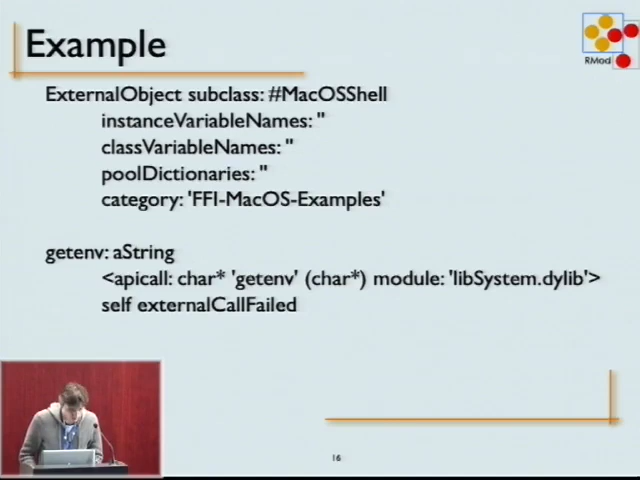 Example
RMod
ExternalObject subclass: #MacOSShell
instanceVariableNames: ''
classVariableNames: ''
poolDictionaries: ''
category: 'FFI-MacOS-Examples'
getenv: aString
<apicall: char* 'getenv' (char*) module: 'libSystem.dylib'>
self externalCallFailed
16